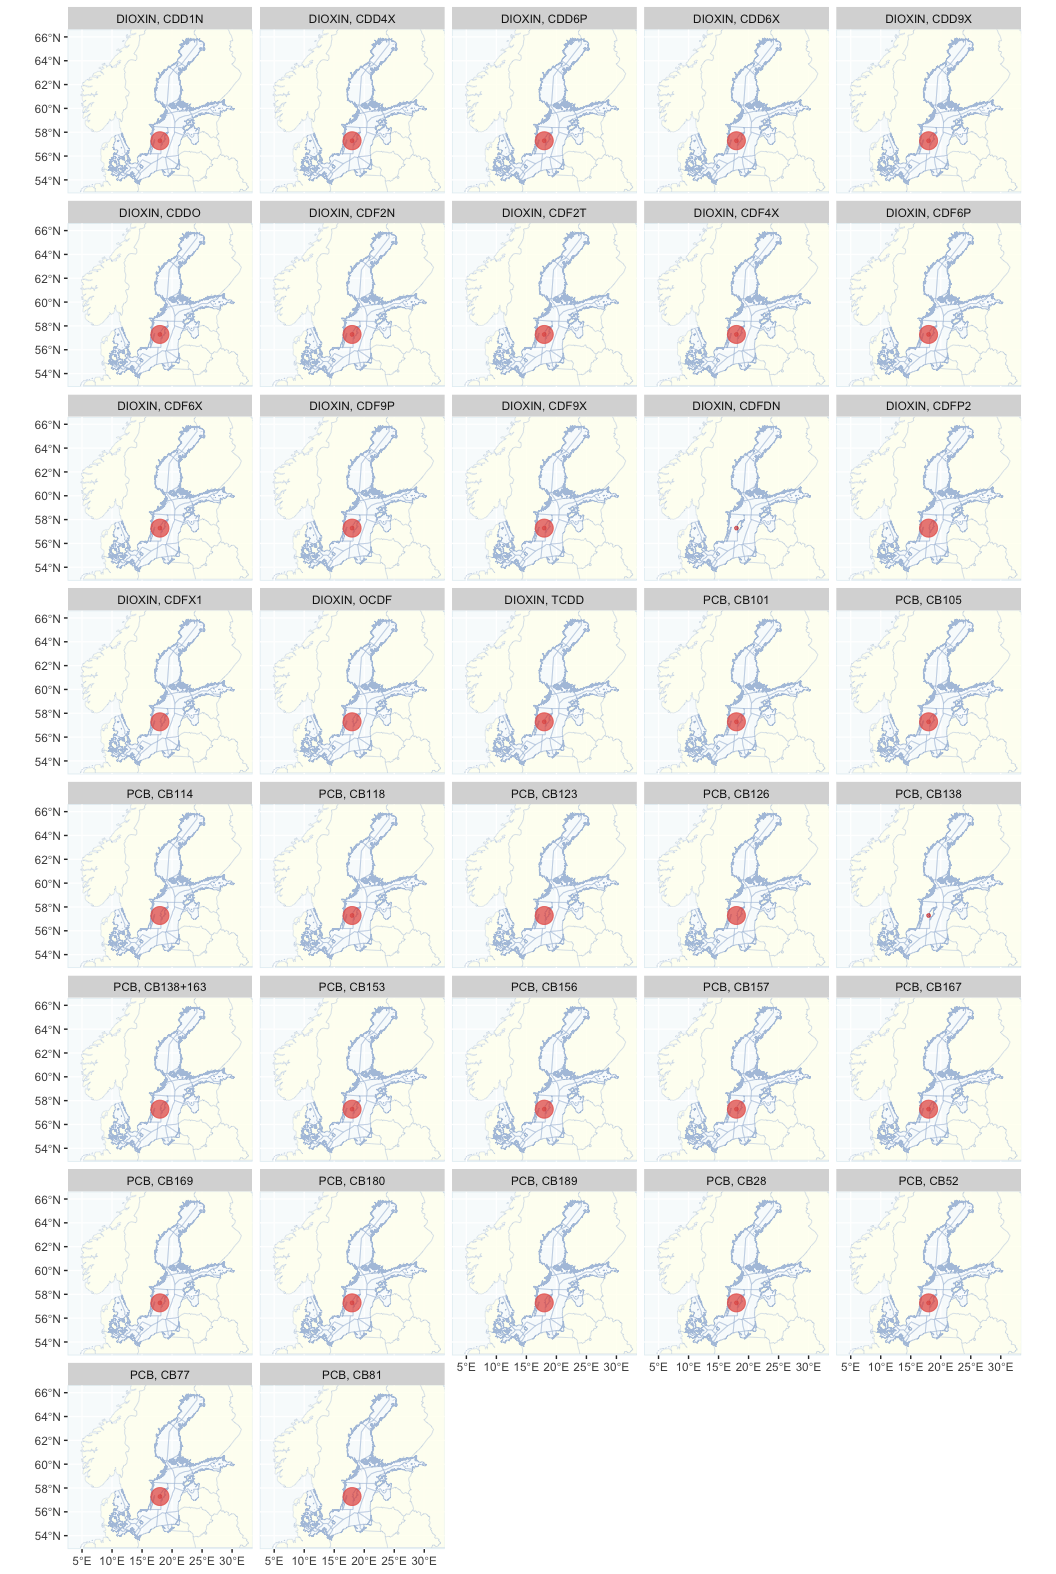 DIOXIN, CDD1N DIOXIN, CDD4X DIOXIN, CDD6P DIOXIN, CDD6X DIOXIN, CDD9X
66°N
64°N
62°N
60°N
58°N
56°N
54°N
DIOXIN, CDDO DIOXIN, CDF2N DIOXIN, CDF2T DIOXIN, CDF4X DIOXIN, CDF6P
66°N
64°N
62°N
60°N
58°N
56°N
54°N
DIOXIN, CDF6X DIOXIN, CDF9P DIOXIN, CDF9X DIOXIN, CDFDN DIOXIN, CDFP2
66°N
64°N
62°N
60°N
58°N
56°N
54°N
DIOXIN, CDFX1 DIOXIN, OCDF DIOXIN, TCDD PCB, CB101 PCB, CB105
66°N
64°N
62°N
60°N
58°N
56°N
54°N
PCB, CB114 PCB, CB118 PCB, CB123 PCB, CB126 PCB, CB138
66°N
64°N
62°N
60°N
58°N
56°N
54°N
PCB, CB138+163 PCB, CB153 PCB, CB156 PCB, CB157 PCB, CB167
66°N
64°N
62°N
60°N
58°N
56°N
54°N
PCB, CB169 PCB, CB180 PCB, CB189 PCB, CB28 PCB, CB52
66°N
64°N
62°N
60°N
58°N
56°N
54°N
5°E 10°E 15°E 20°E 25°E 30°E 5°E 10°E 15°E 20°E 25°E 30°E 5°E 10°E 15°E 20°E 25°E 30°E
PCB, CB77 PCB, CB81
66°N
64°N
62°N
60°N
58°N
56°N
54°N
5°E 10°E 15°E 20°E 25°E 30°E 5°E 10°E 15°E 20°E 25°E 30°E